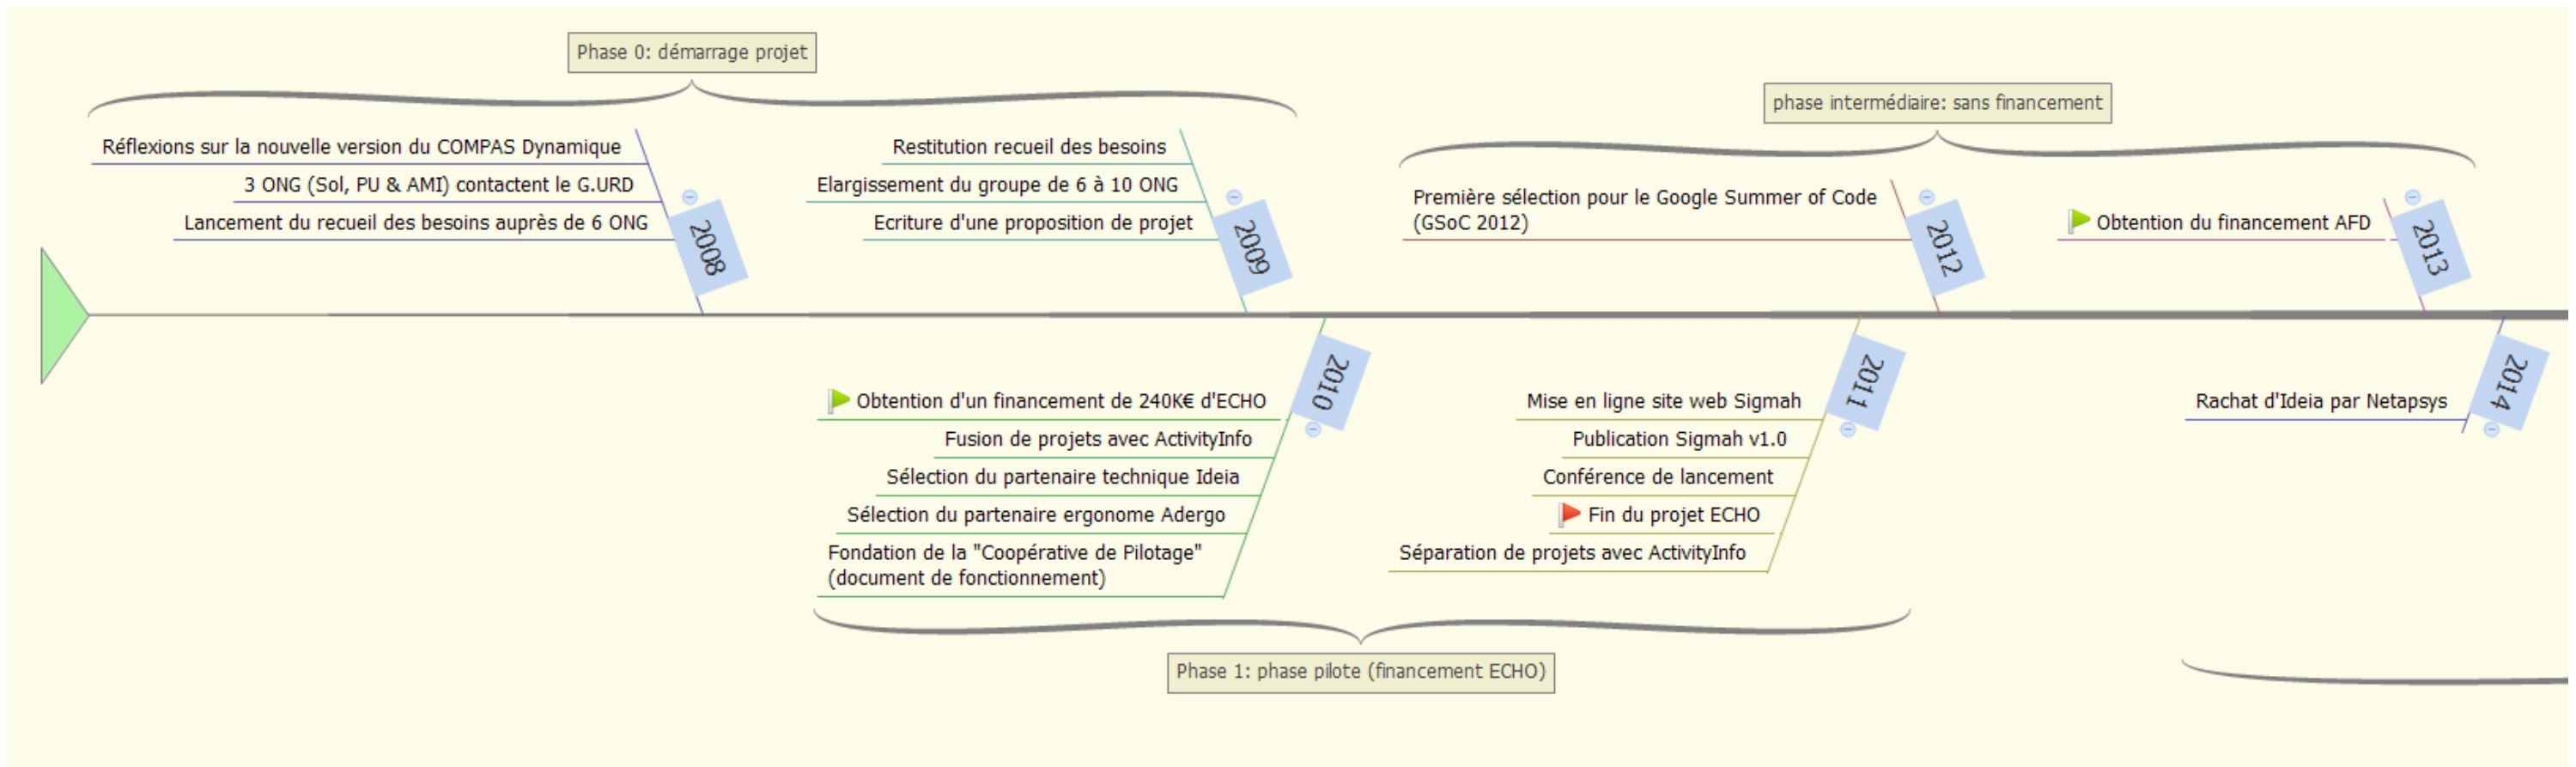 Phase 0: démarrage projet
Réflexions sur la nouvelle version du COMPAS Dynamique
3 ONG (Sol, PU & AMI) contactent le G.URD
Lancement du recueil des besoins auprès de 6 ONG
2008
Restitution recueil des besoins
Elargissement du groupe de 6 à 10 ONG
Ecriture d'une proposition de projet
2009
phase intermédiaire: sans financement
Première sélection pour le Google Summer of Code
(GSoC 2012)
2012
Obtention du financement AFD
2013
2010
Obtention d'un financement de 240K€ d'ECHO
Fusion de projets avec ActivityInfo
Sélection du partenaire technique Ideia
Sélection du partenaire ergonome Adergo
Fondation de la "Coopérative de Pilotage"
(document de fonctionnement)
2011
Mise en ligne site web Sigmah
Publication Sigmah v1.0
Conférence de lancement
Fin du projet ECHO
Séparation de projets avec ActivityInfo
Phase 1: phase pilote (financement ECHO)
2014
Rachat d'Ideia par Netapsys